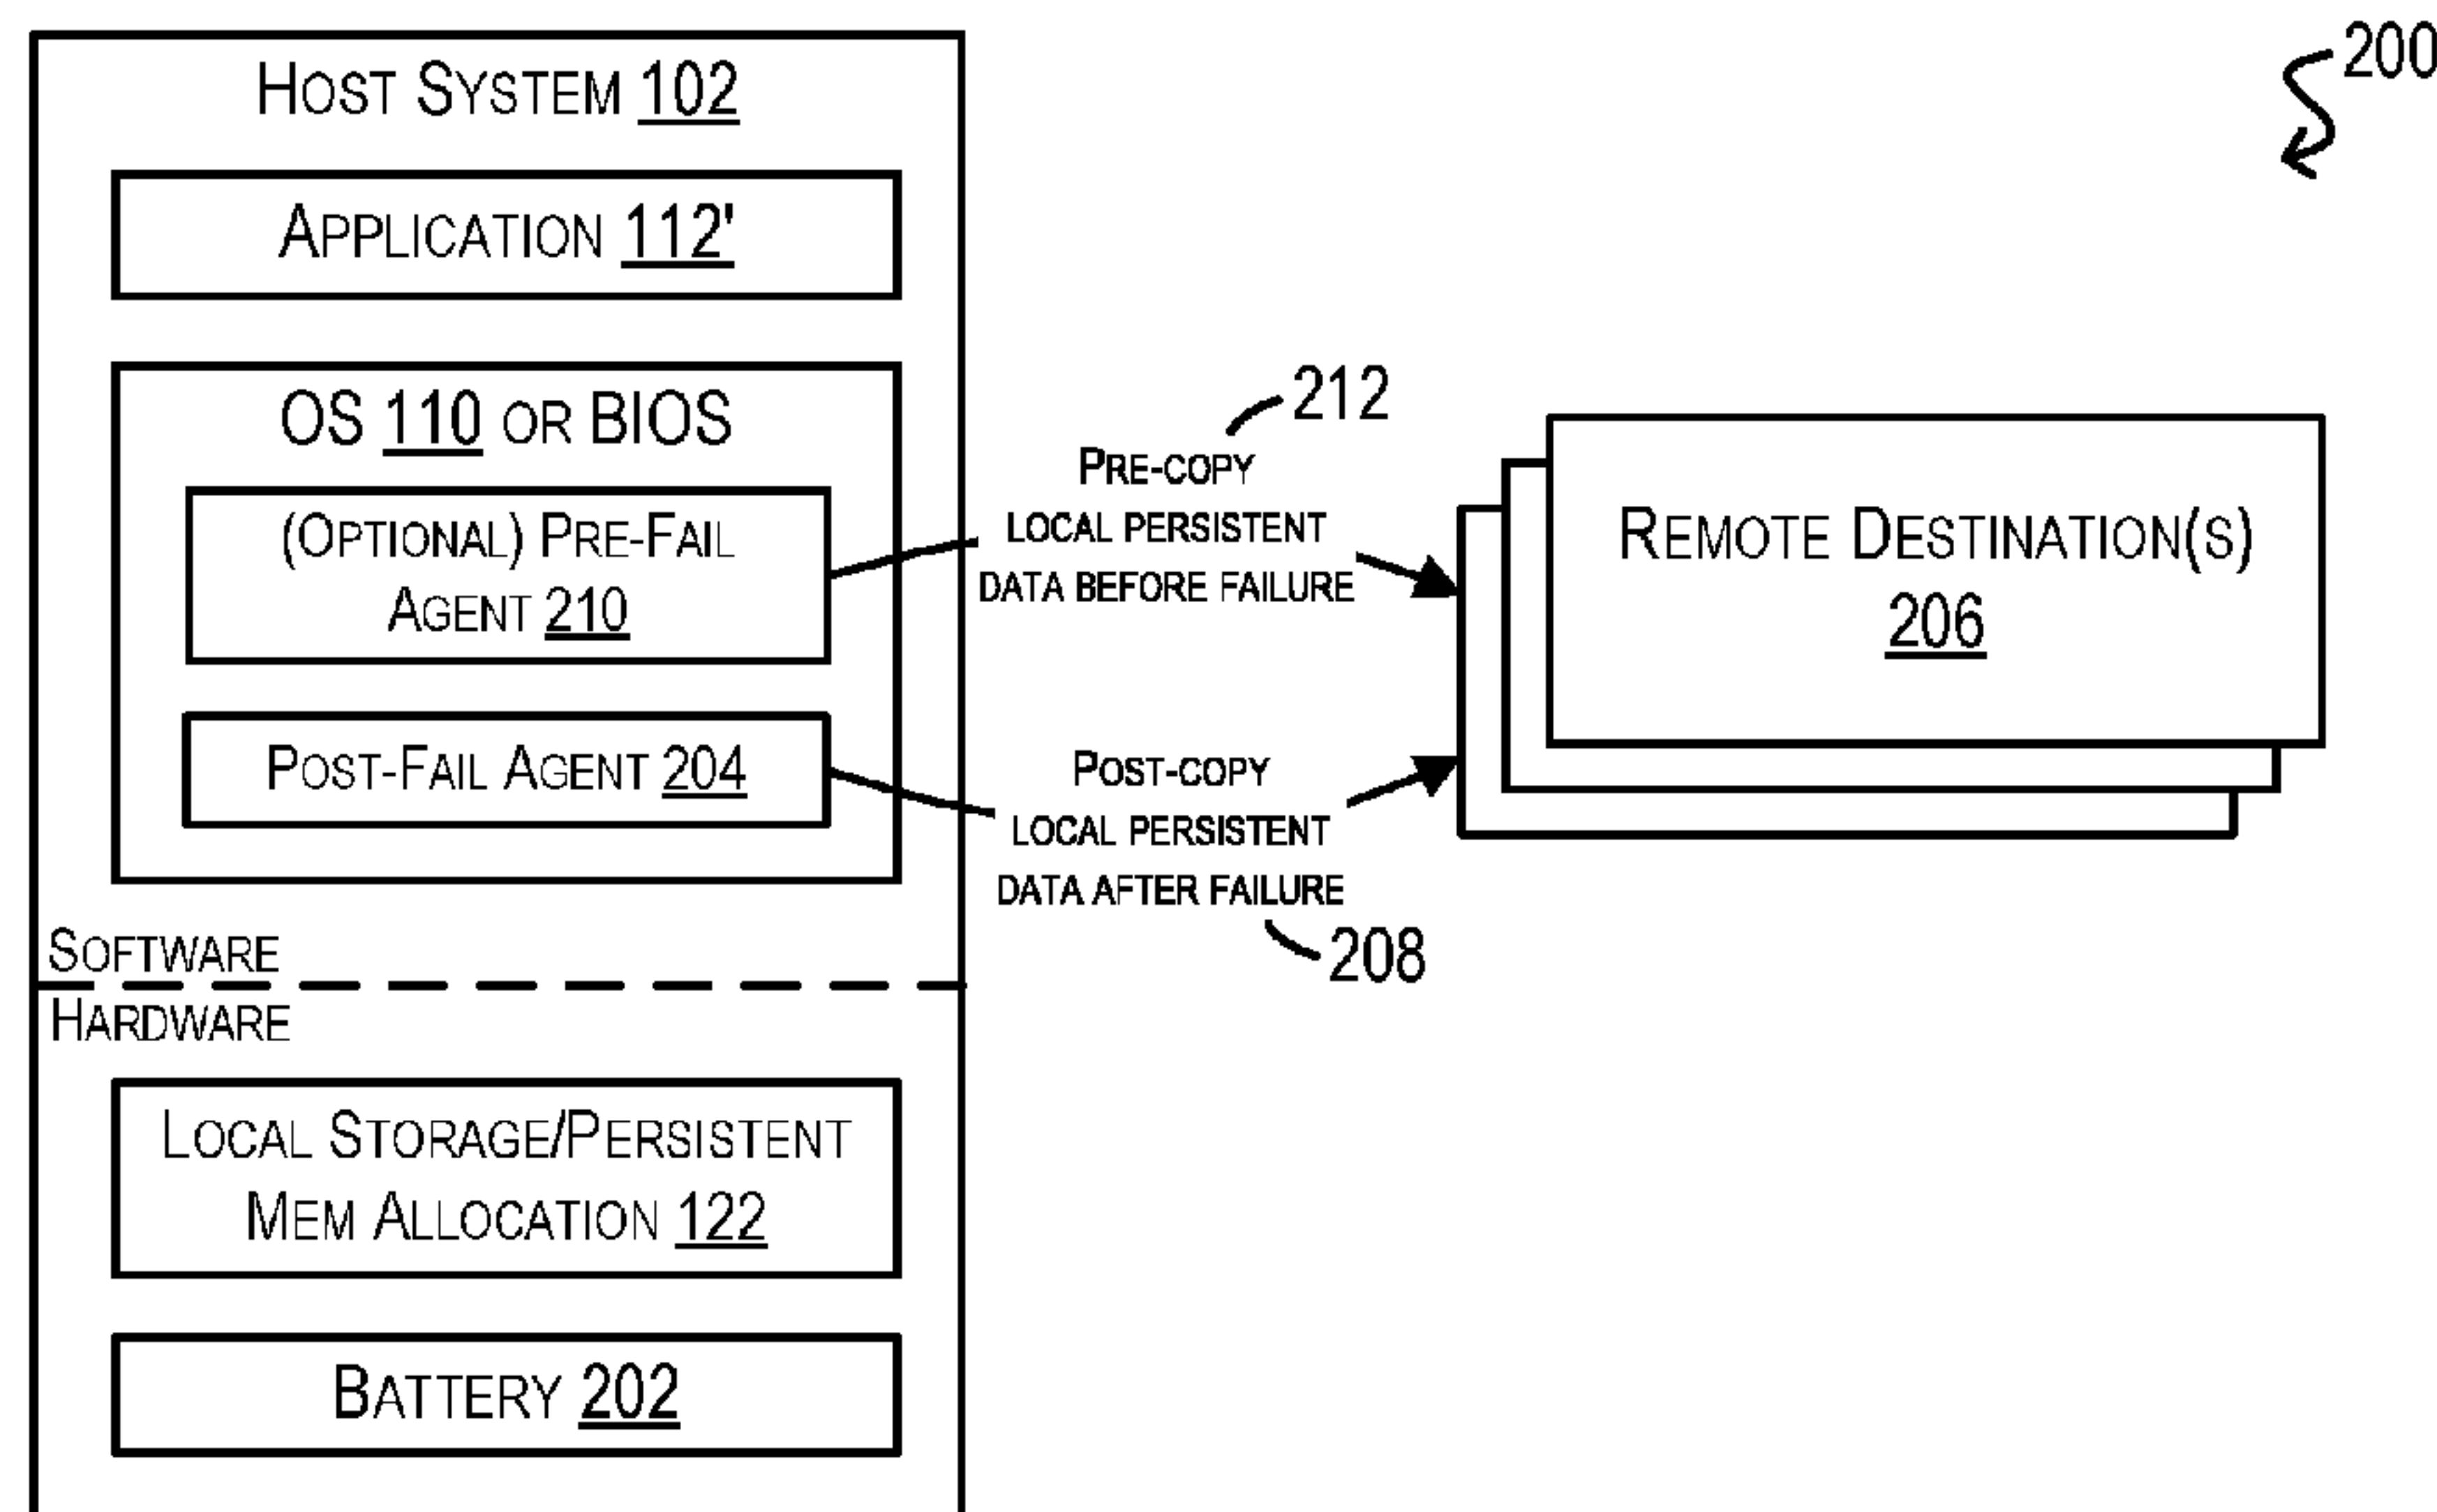 200
HOST SYSTEM 102
APPLICATION 112'
OS 110 OR BIOS
(OPTIONAL) PRE-FAIL
AGENT 210
POST-FAIL AGENT 204
SOFTWARE
HARDWARE
LOCAL STORAGE/PERSISTENT
MEM ALLOCATION 122
BATTERY 202
212
PRE-COPY
LOCAL PERSISTENT
DATA BEFORE FAILURE
POST-COPY
LOCAL PERSISTENT
DATA AFTER FAILURE
208
REMOTE DESTINATION(S)
206